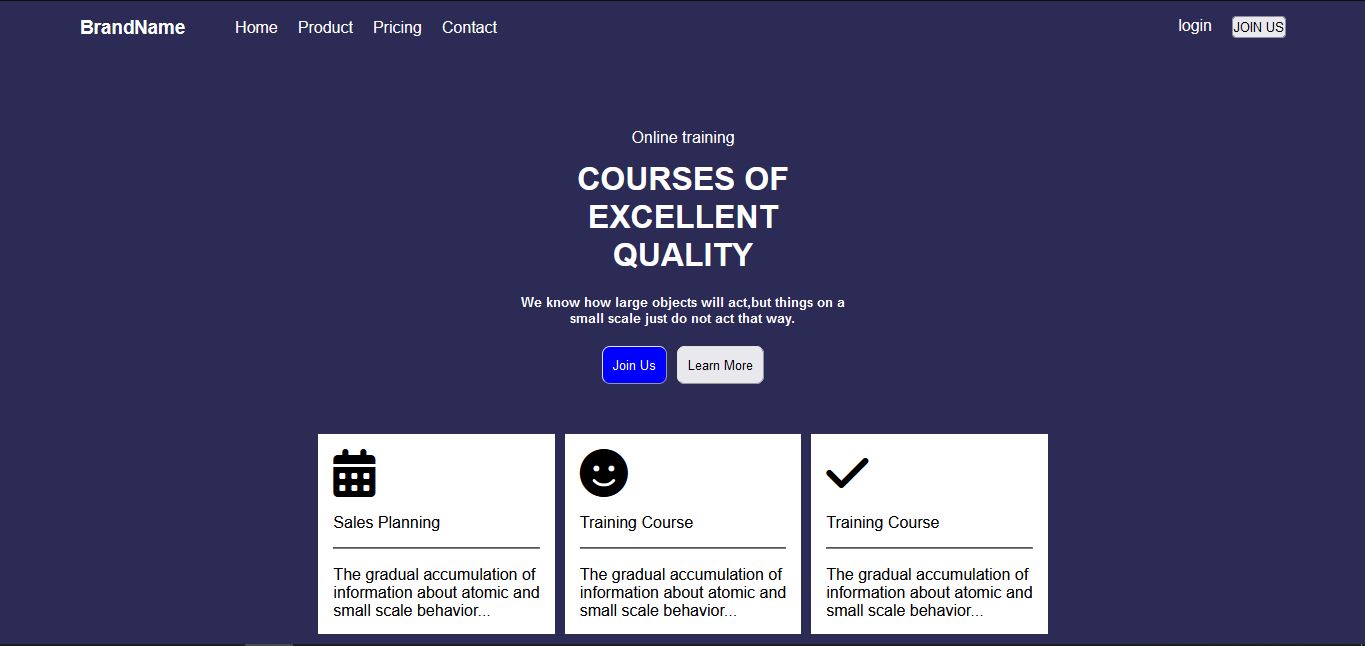 BrandName Home Product Pricing Contact login JOIN US
Online training
COURSES OF
EXCELLENT
QUALITY
We know how large objects will act,but things on a
small scale just do not act that way.
Join Us Learn More
Sales Planning
The gradual accumulation of
information about atomic and
small scale behavior...
Training Course
The gradual accumulation of
information about atomic and
small scale behavior...
Training Course
The gradual accumulation of
information about atomic and
small scale behavior...